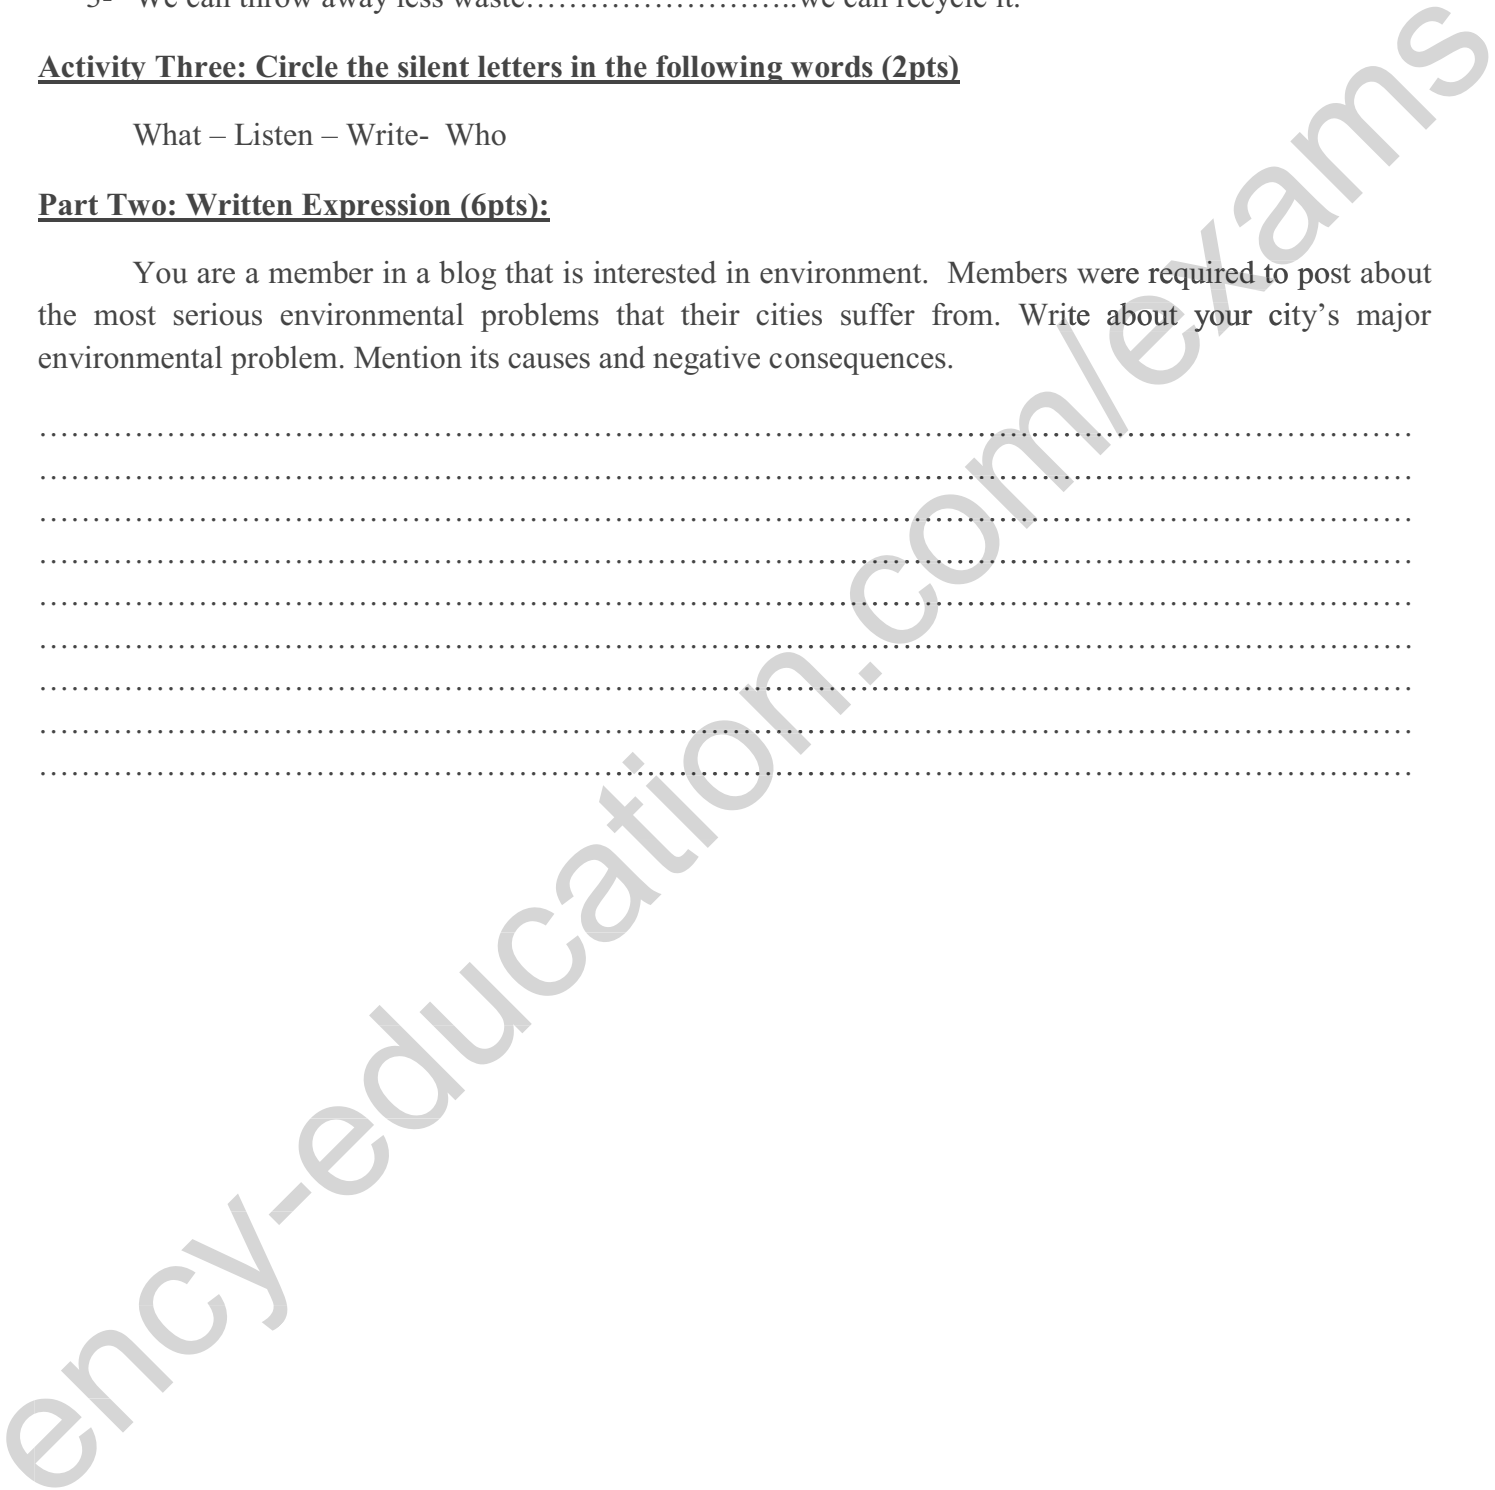 3- We can throw away less waste……………………..we can recycle it.
Activity Three: Circle the silent letters in the following words (2pts)
What – Listen – Write- Who
Part Two: Written Expression (6pts):
You are a member in a blog that is interested in environment. Members were required to post about
the most serious environmental problems that their cities suffer from. Write about your city’s major
environmental problem. Mention its causes and negative consequences.
ency-education.com/exams